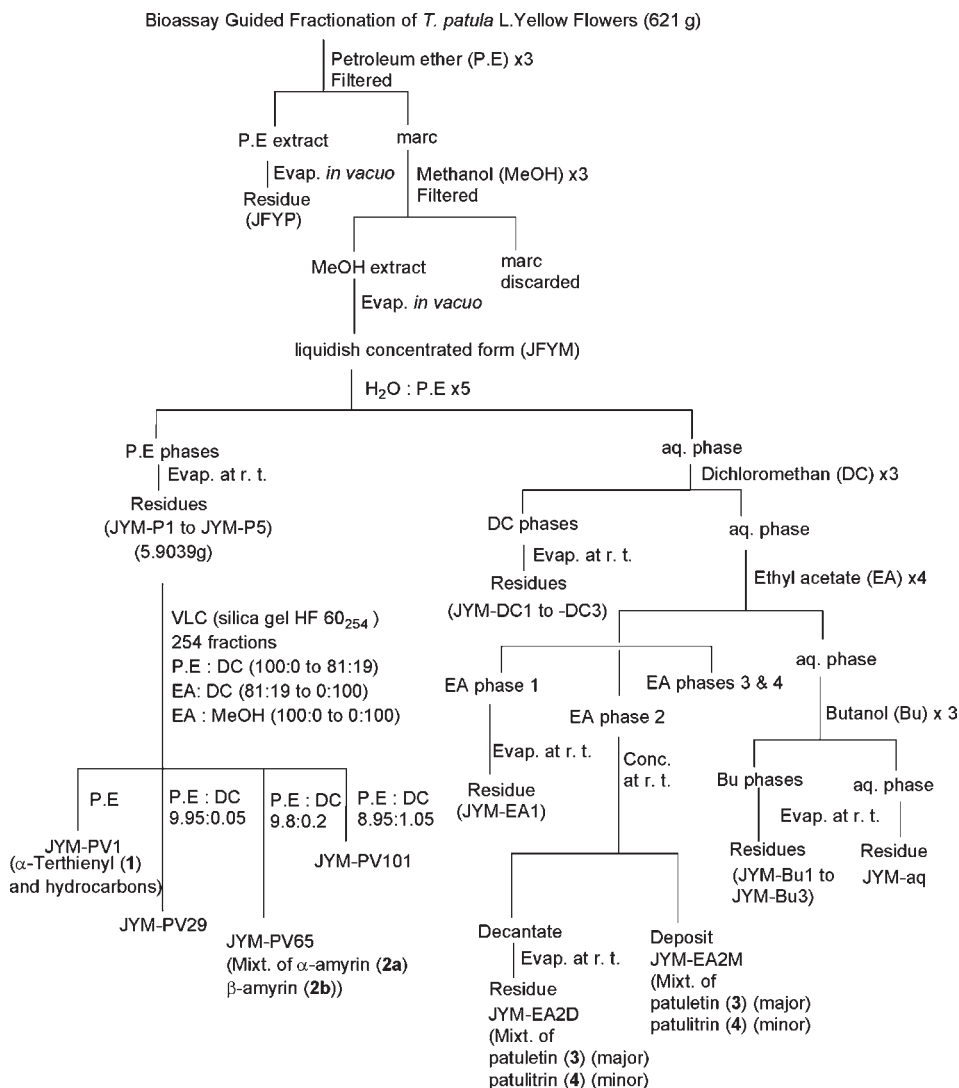 Bioassay Guided Fractionation of T. patula L.Yellow Flowers (621 g)
Petroleum ether (P.E) x3
Filtered
P.E extract
marc
Evap. in vacuo
Residue
(JFYP)
Methanol (MeOH) x3
Filtered
MeOH extract
marc
discarded
Evap. in vacuo
liquidish concentrated form (JFYM)
H2O : P.E x5
P.E phases
Evap. at r. t.
Residues
(JYM-P1 to JYM-P5)
(5.9039g)
VLC (silica gel HF 60254 )
254 fractions
P.E : DC (100:0 to 81:19)
EA: DC (81:19 to 0:100)
EA : MeOH (100:0 to 0:100)
P.E
P.E : DC
9.95:0.05
P.E : DC
9.8:0.2
P.E : DC
8.95:1.05
JYM-PV1
(α-Terthienyl (1)
and hydrocarbons)
JYM-PV29
JYM-PV65
(Mixt. of α-amyrin (2a)
β-amyrin (2b))
JYM-PV101
aq. phase
Dichloromethan (DC) x3
DC phases
Evap. at r. t.
Residues
(JYM-DC1 to -DC3)
aq. phase
Ethyl acetate (EA) x4
EA phase 1
Evap. at r. t.
Residue
(JYM-EA1)
EA phase 2
Conc.
at r. t.
EA phases 3 & 4
Decantate
Evap. at r. t.
Residue
JYM-EA2D
(Mixt. of
patuletin (3) (major)
patulitrin (4) (minor)
Deposit
JYM-EA2M
(Mixt. of
patuletin (3) (major)
patulitrin (4) (minor)
aq. phase
Butanol (Bu) x 3
Bu phases
aq. phase
Evap. at r. t.
Residues
(JYM-Bu1 to
JYM-Bu3)
Residue
JYM-aq